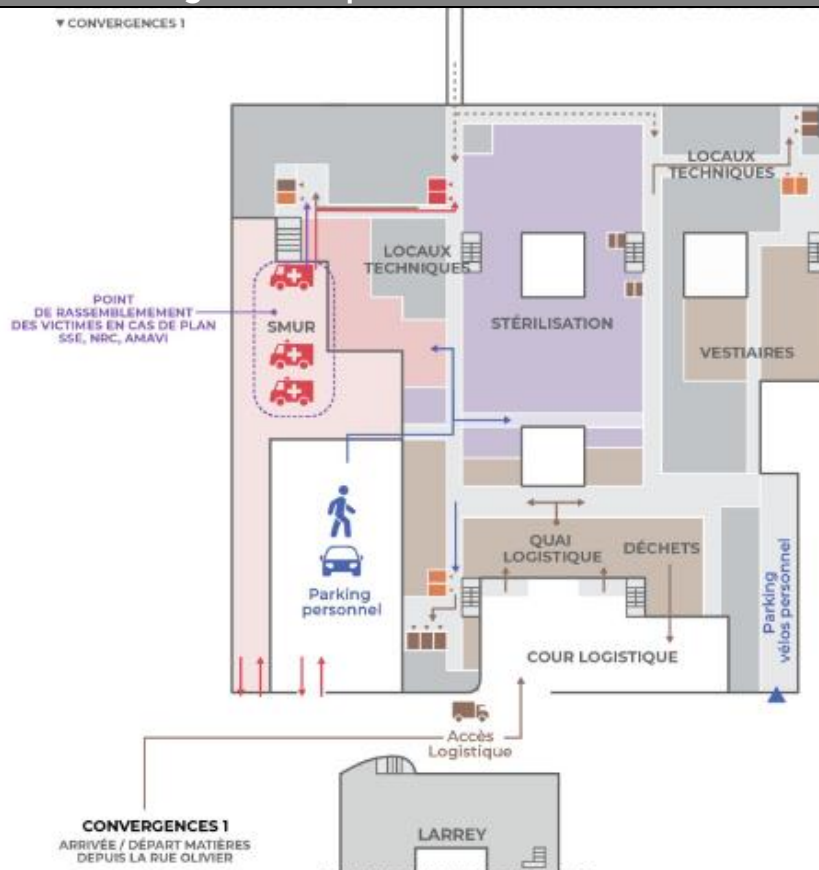 ▼ CONVERGENCES 1
LOCAUX
TECHNIQUES
LOCAUX
TECHNIQUES
POINT
DE RASSEMBLEMEMENT
DES VICTIMES EN CAS DE PLAN
SSE, NRC, AMAVI
SMUR
STÉRILISATION
VESTIAIRES
QUAI
LOGISTIQUE
DÉCHETS
Parking
personnel
Parking
vélos personnel
COUR LOGISTIQUE
Accès
Logistique
CONVERGENCES 1
ARRIVÉE / DÉPART MATIÈRES
DEPUIS LA RUE OLIVIER
LARREY